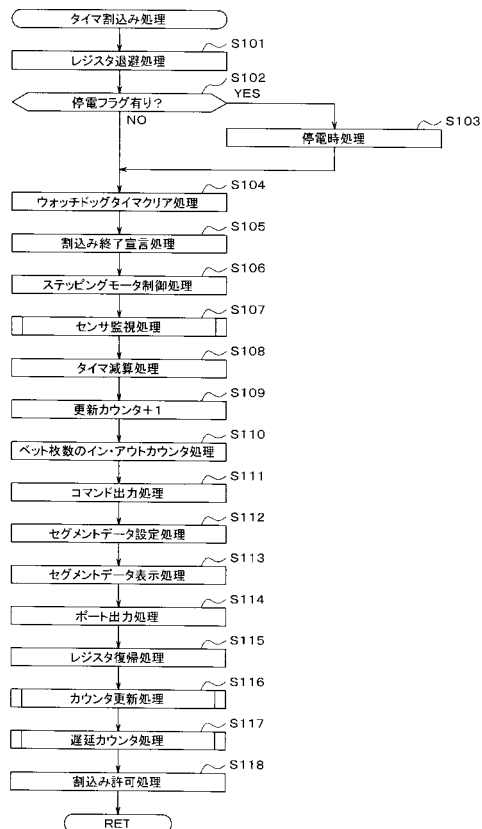 タイマ割込み処理
S101
レジスタ退避処理
S102
停電フラグ有り?
YES
NO
S103
停電時処理
S104
ウォッチドッグタイマクリア処理
S105
割込み終了宣言処理
S106
ステッピングモータ制御処理
S107
センサ監視処理
S108
タイマ減算処理
S109
更新カウンタ+1
S110
ベット枚数のイン・アウトカウンタ処理
S111
コマンド出力処理
S112
セグメントデータ設定処理
S113
セグメントデータ表示処理
S114
ポート出力処理
S115
レジスタ復帰処理
S116
カウンタ更新処理
S117
遅延カウンタ処理
S118
割込み許可処理
RET